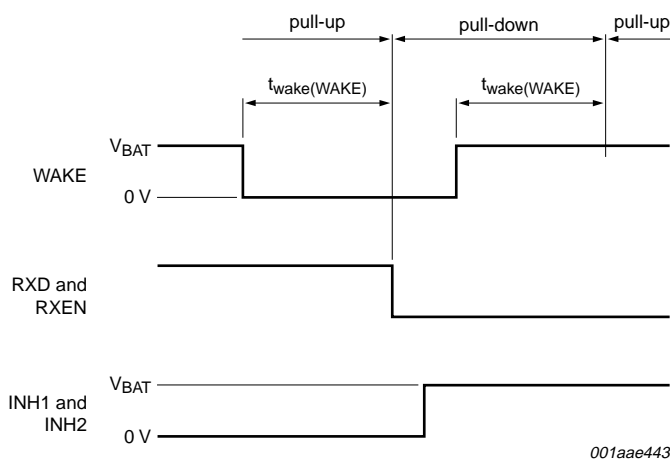 pull-up pull-down pull-up
twake(WAKE) twake(WAKE)
VBAT
WAKE
0 V
RXD and
RXEN
VBAT
INH1 and
INH2
0 V
001aae443